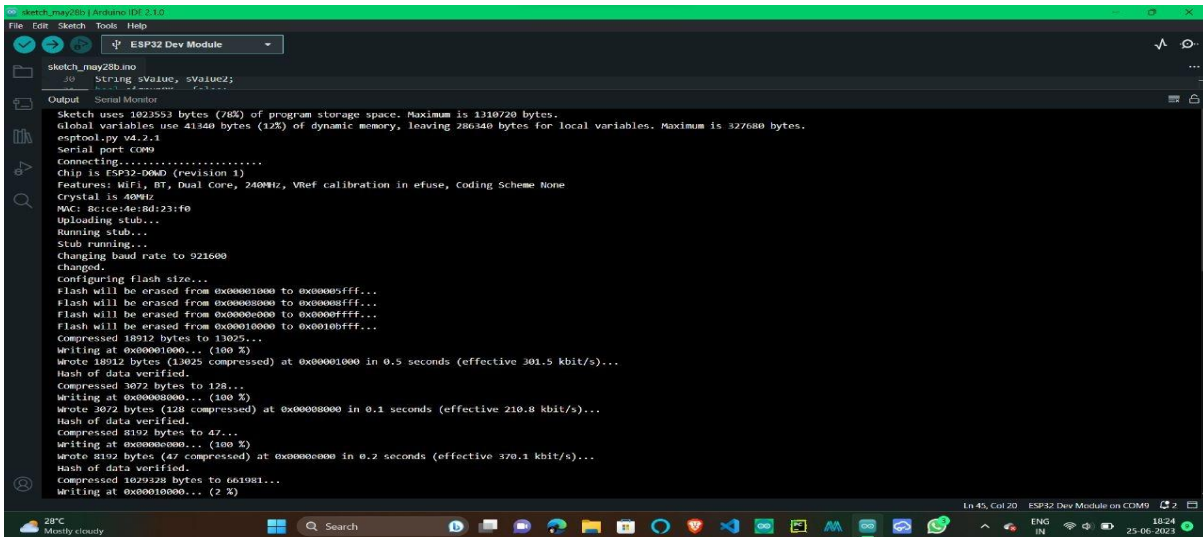 sketch_may28b | Arduino IDE 2.1.0
File Edit Sketch Tools Help
ESP32 Dev Module
sketch_may28b.ino
30 String sValue, sValue2;
Output Serial Monitor
Sketch uses 1023553 bytes (78%) of program storage space. Maximum is 1310720 bytes.
Global variables use 41340 bytes (12%) of dynamic memory, leaving 286340 bytes for local variables. Maximum is 327680 bytes.
esptool.py v4.2.1
Serial port COM9
Connecting........................
Chip is ESP32-D0WD (revision 1)
Features: WiFi, BT, Dual Core, 240MHz, VRef calibration in efuse, Coding Scheme None
Crystal is 40MHz
MAC: 8c:ce:4e:8d:23:f0
Uploading stub...
Running stub...
Stub running...
Changing baud rate to 921600
Changed.
Configuring flash size...
Flash will be erased from 0x00001000 to 0x00005fff...
Flash will be erased from 0x00008000 to 0x00008fff...
Flash will be erased from 0x0000e000 to 0x0000ffff...
Flash will be erased from 0x00010000 to 0x0010bfff...
Compressed 18912 bytes to 13025...
Writing at 0x00001000... (100 %)
Wrote 18912 bytes (13025 compressed) at 0x00001000 in 0.5 seconds (effective 301.5 kbit/s)...
Hash of data verified.
Compressed 3072 bytes to 128...
Writing at 0x00008000... (100 %)
Wrote 3072 bytes (128 compressed) at 0x00008000 in 0.1 seconds (effective 210.8 kbit/s)...
Hash of data verified.
Compressed 8192 bytes to 47...
Writing at 0x0000e000... (100 %)
Wrote 8192 bytes (47 compressed) at 0x0000e000 in 0.2 seconds (effective 370.1 kbit/s)...
Hash of data verified.
Compressed 1029328 bytes to 661981...
Writing at 0x00010000... (2 %)
Ln 45, Col 20 ESP32 Dev Module on COM9 2
28°C
Mostly cloudy
Search
ENG
IN
18:24
25-06-2023